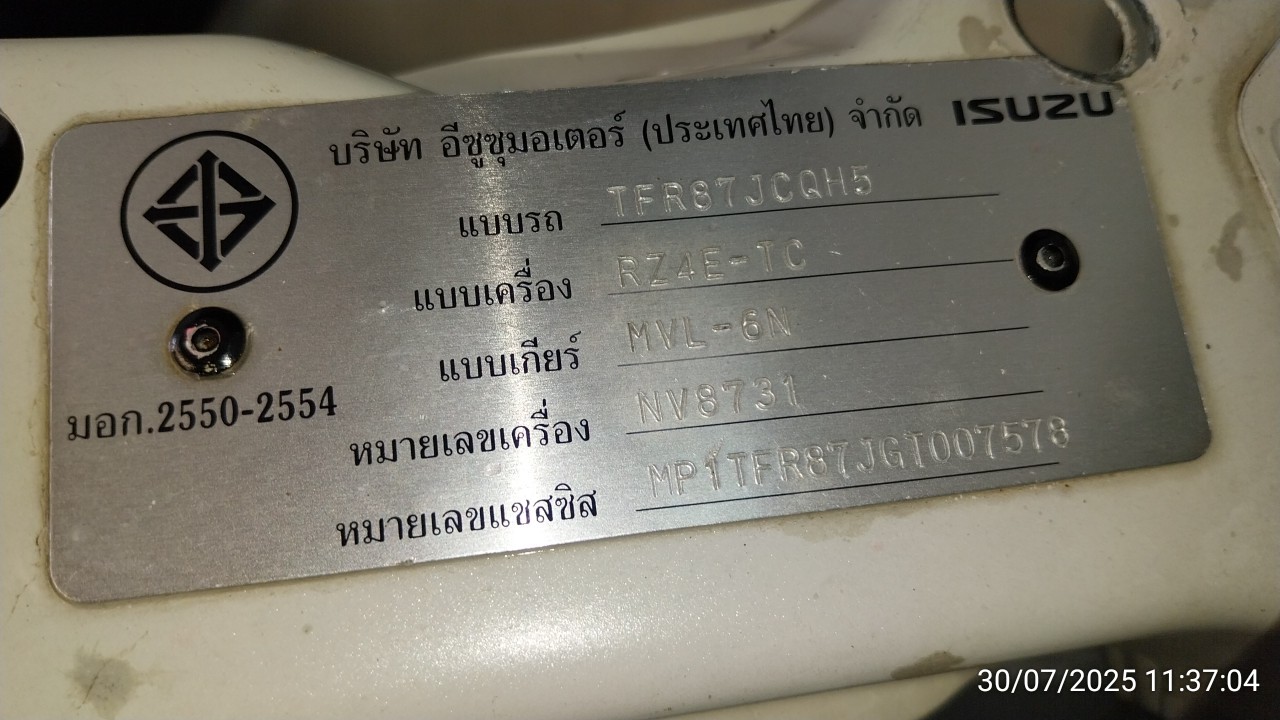 บริษัท อีซูซุมอเตอร์ (ประเทศไทย) จำกัด ISUZU
แบบรถ TFR87JCQH5
แบบเครื่อง RZ4E-TC
แบบเกียร์ MVL-6N
มอก.2550-2554
หมายเลขเครื่อง NV8731
หมายเลขแชสซิส MP1TFR87JGT007578
30/07/2025 11:37:04